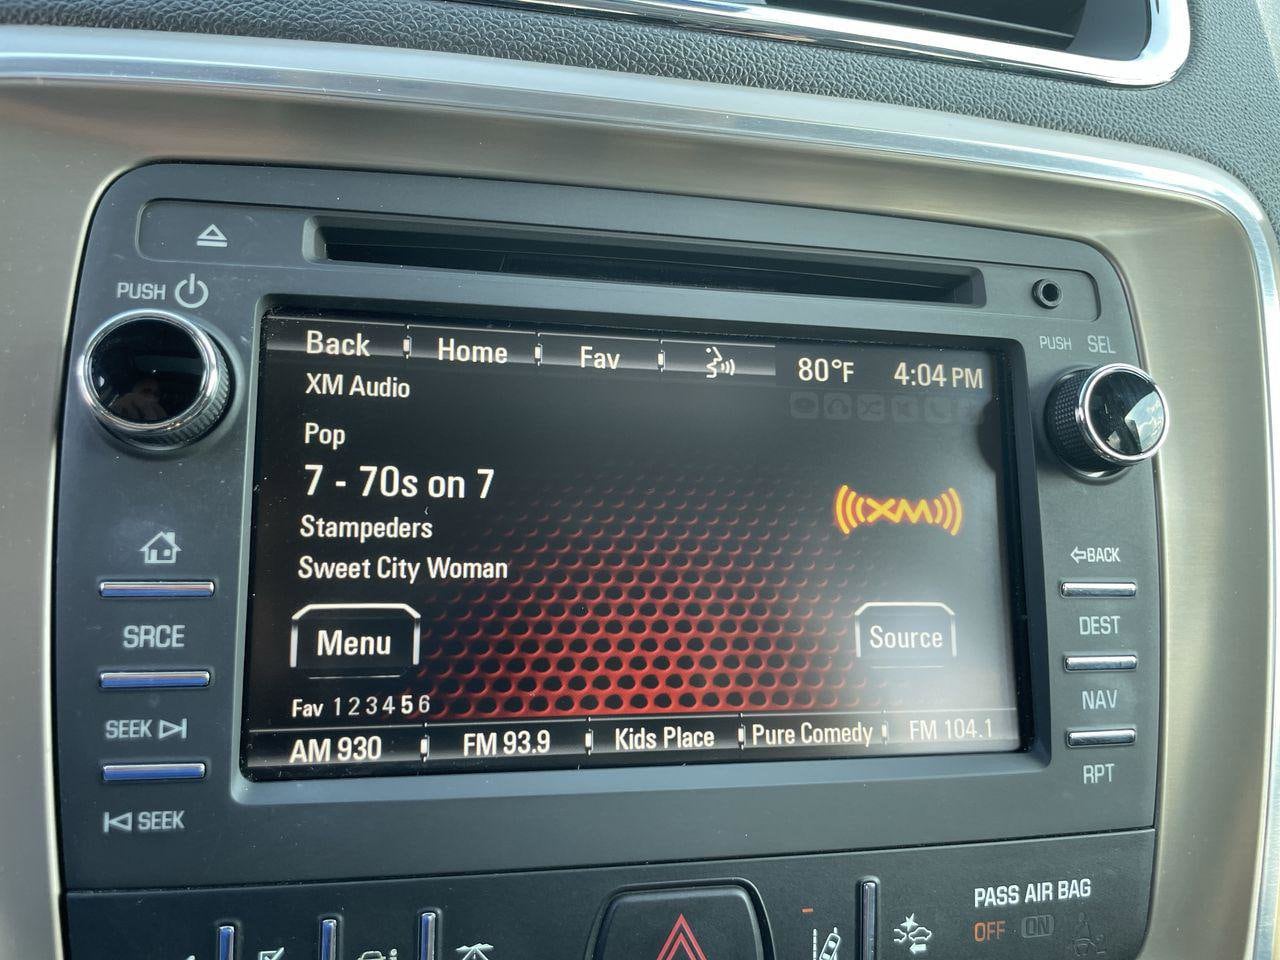 PUSH
PUSH SEL
Back Home Fav 80°F 4:04 PM
XM Audio
Pop
7 - 70s on 7
XM
Stampeders
Sweet City Woman
Menu Source
Fav 1 2 3 4 5 6
AM 930 FM 93.9 Kids Place Pure Comedy FM 104.1
SRCE
SEEK
SEEK
BACK
DEST
NAV
RPT
PASS AIR BAG
OFF ON